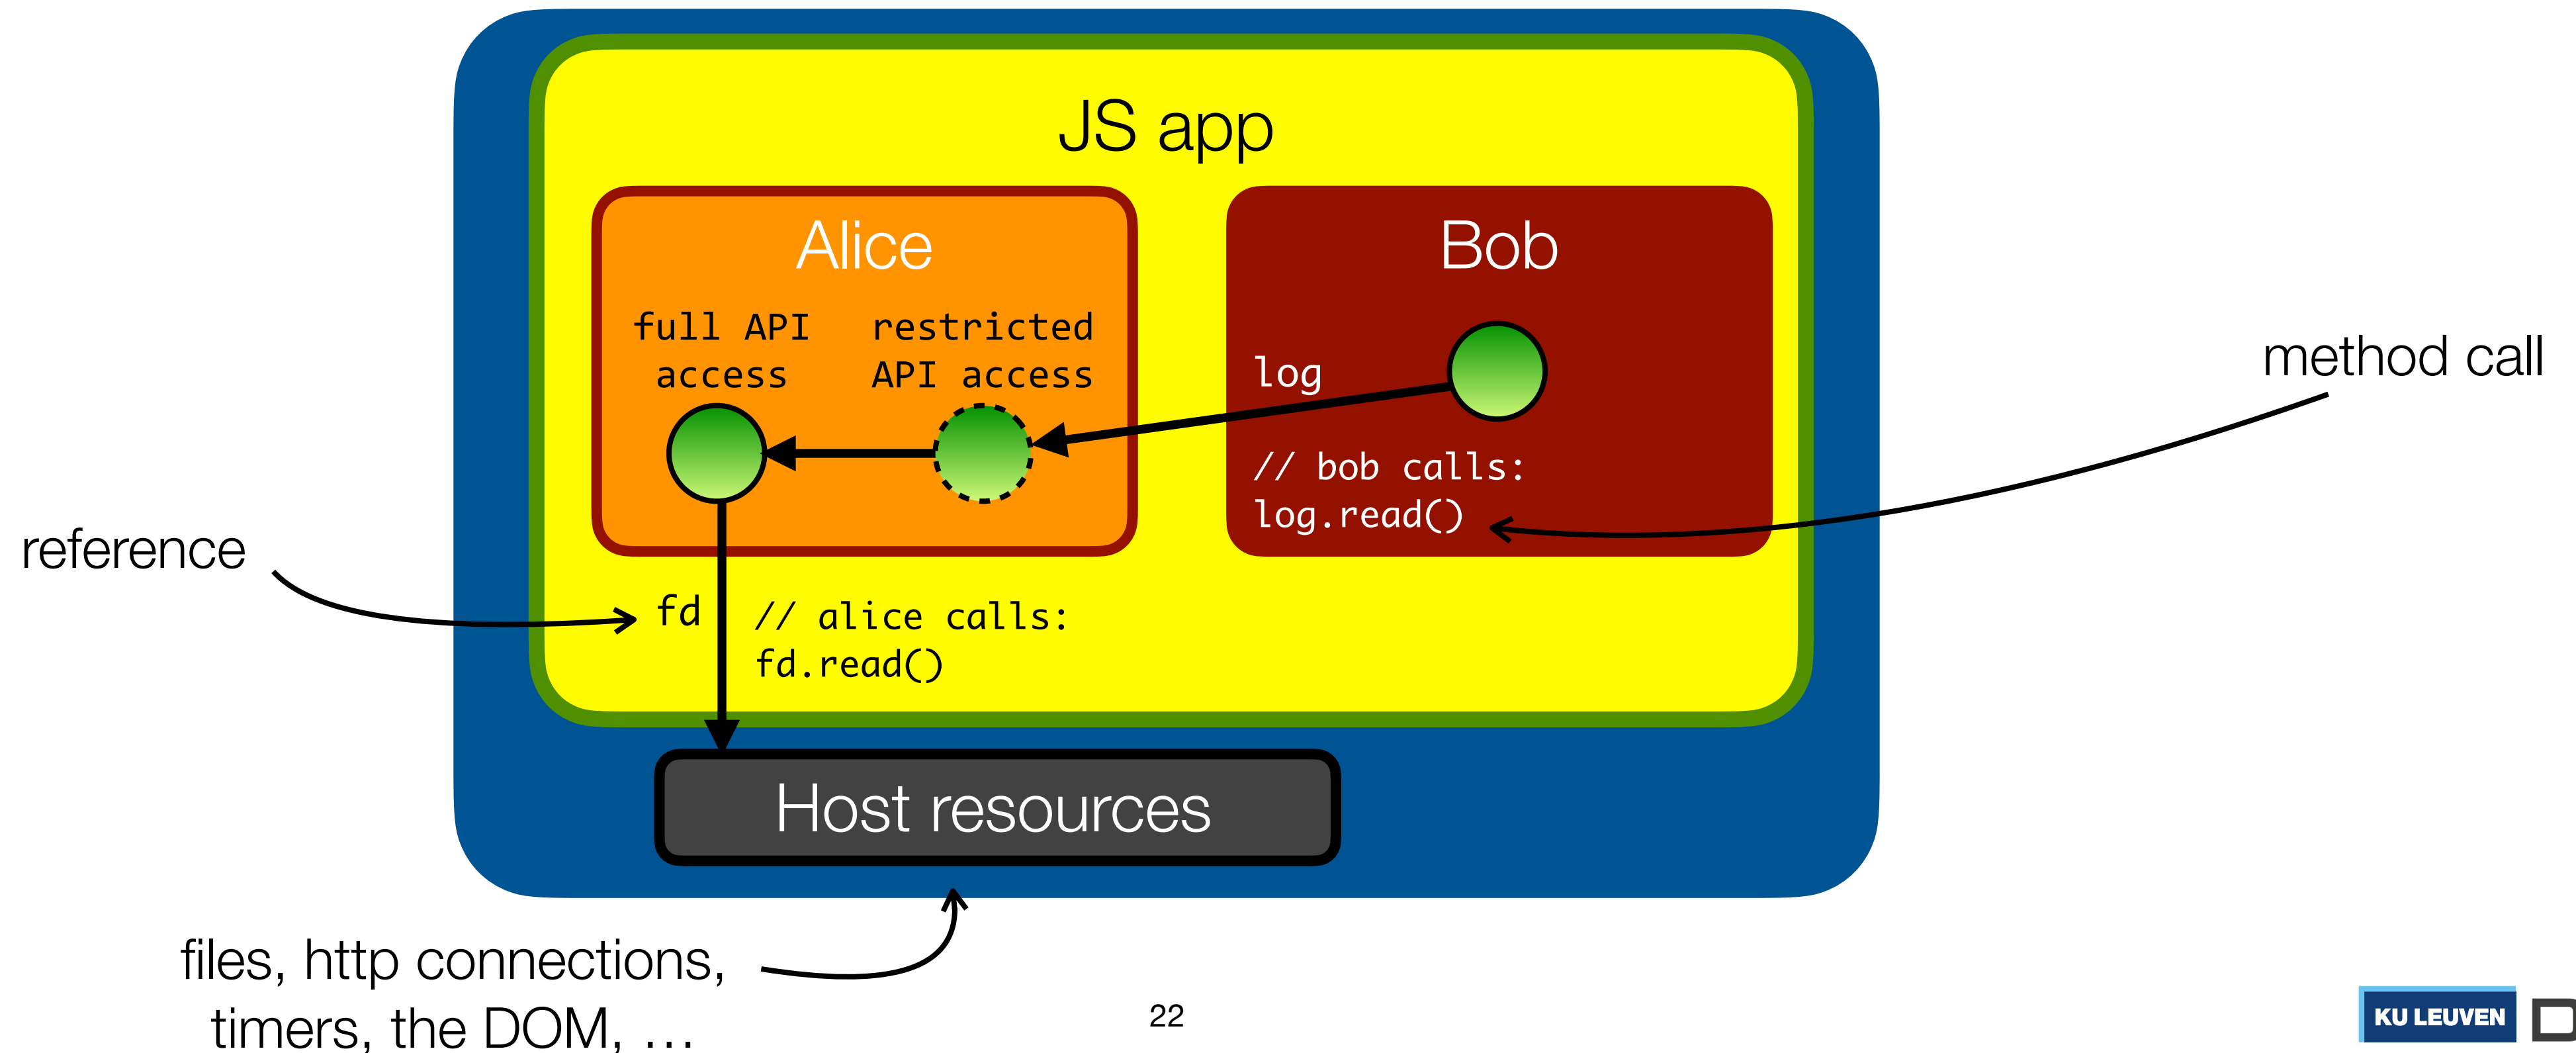 JS app
Alice
full API
access
restricted
API access
Bob
log
// bob calls:
log.read()
method call
reference
fd
// alice calls:
fd.read()
Host resources
files, http connections,
timers, the DOM, …
22
KU LEUVEN